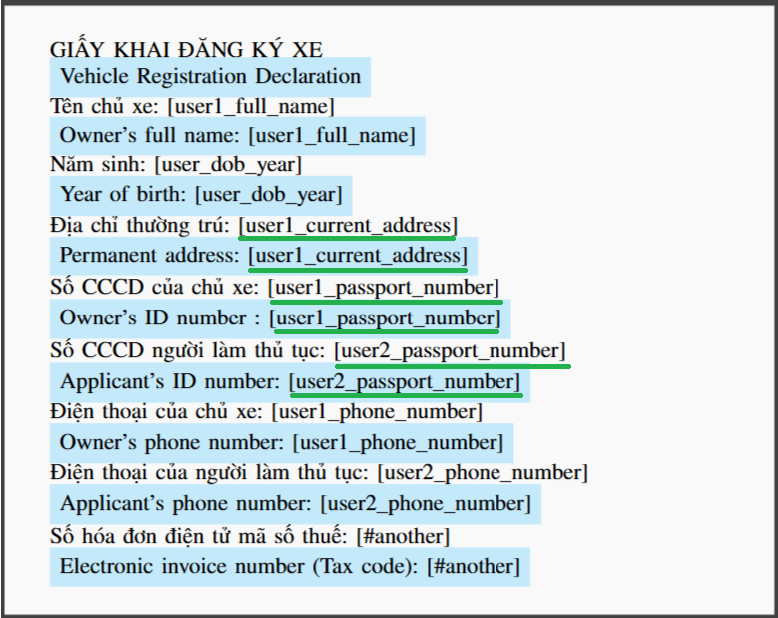 GIẤY KHAI ĐĂNG KÝ XE
Vehicle Registration Declaration
Tên chủ xe: [user1_full_name]
Owner's full name: [user1_full_name]
Năm sinh: [user_dob_year]
Year of birth: [user_dob_year]
Địa chỉ thường trú: [user1_current_address]
Permanent address: [user1_current_address]
Số CCCD của chủ xe: [user1_passport_number]
Owner's ID number : [user1_passport_number]
Số CCCD người làm thủ tục: [user2_passport_number]
Applicant's ID number: [user2_passport_number]
Điện thoại của chủ xe: [user1_phone_number]
Owner's phone number: [user1_phone_number]
Điện thoại của người làm thủ tục: [user2_phone_number]
Applicant's phone number: [user2_phone_number]
Số hóa đơn điện tử mã số thuế: [#another]
Electronic invoice number (Tax code): [#another]